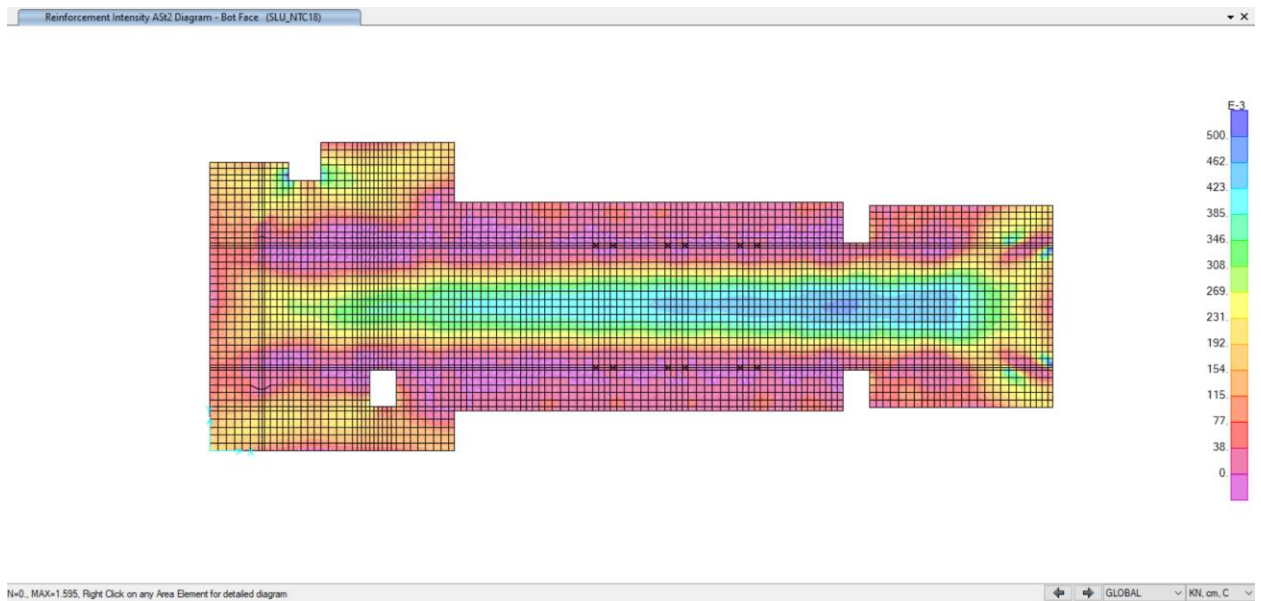 Reinforcement Intensity ASt2 Diagram - Bot Face (SLU_NTC18)
E-3
500.
462.
423.
385.
346.
308.
269.
231.
192.
154.
115.
77.
38.
0.
N=0., MAX=1.595, Right Click on any Area Element for detailed diagram
GLOBAL
KN, cm, C